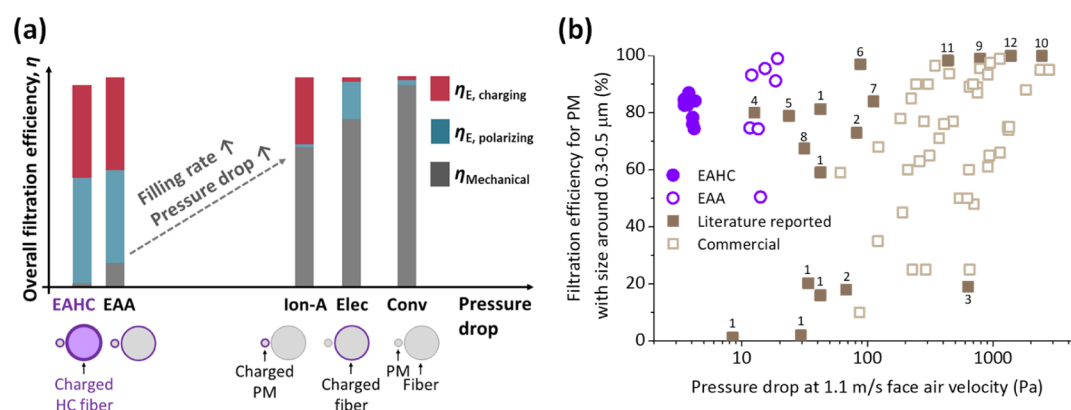 (a)
Overall filtration efficiency, η
ηE, charging
ηE, polarizing
ηMechanical
Filling rate ↑
Pressure drop ↑
EAHC EAA Ion-A Elec Conv Pressure
drop
Charged
HC fiber
Charged
PM
Charged
fiber
PM
Fiber
(b)
Filtration efficiency for PM
with size around 0.3-0.5 μm (%)
100
80
60
40
20
0
6 11 9 12 10
4 5 1 7
2
8
1
EAHC
EAA
Literature reported
Commercial
1 1 2 3
1 1
10 100 1000
Pressure drop at 1.1 m/s face air velocity (Pa)